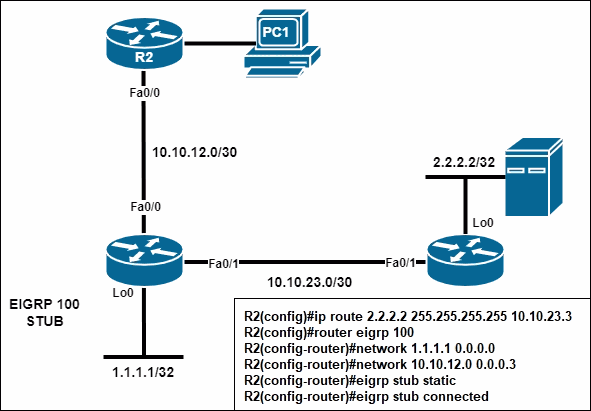 PC1
R2
Fa0/0
10.10.12.0/30
2.2.2.2/32
Fa0/0
Lo0
Fa0/1
Fa0/1
10.10.23.0/30
Lo0
EIGRP 100
STUB
1.1.1.1/32
R2(config)#ip route 2.2.2.2 255.255.255.255 10.10.23.3
R2(config)#router eigrp 100
R2(config-router)#network 1.1.1.1 0.0.0.0
R2(config-router)#network 10.10.12.0 0.0.0.3
R2(config-router)#eigrp stub static
R2(config-router)#eigrp stub connected